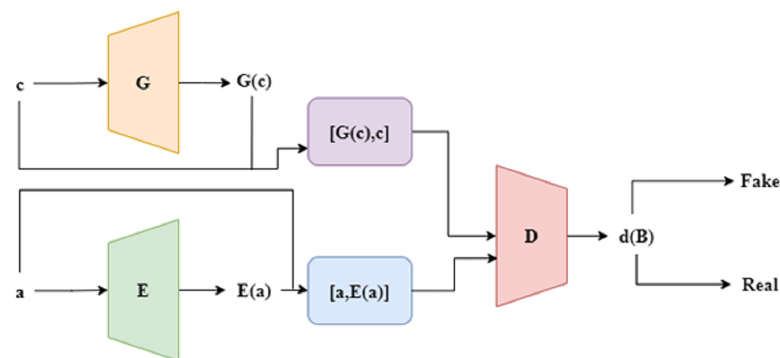 c
G
G(c)
[G(c),c]
a
E
E(a)
[a,E(a)]
D
d(B)
Fake
Real